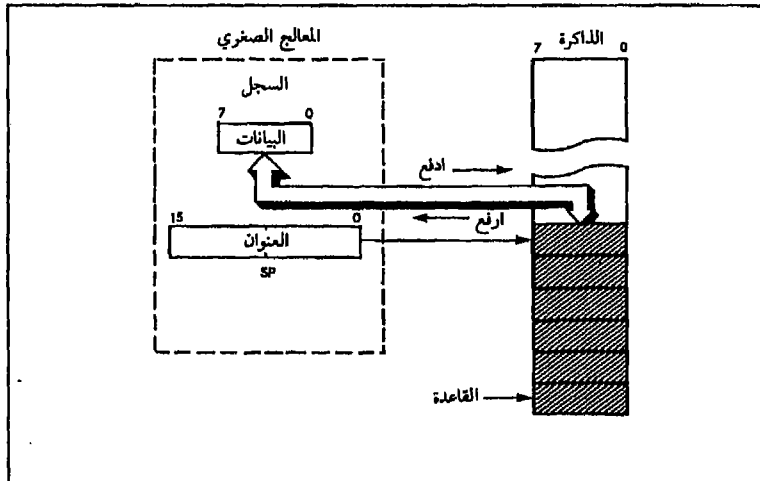 المعالج الصغري
الذاكرة
7 0
السجل
7 0
البيانات
ادفع
ارفع
15 0
العنوان
SP
القاعدة